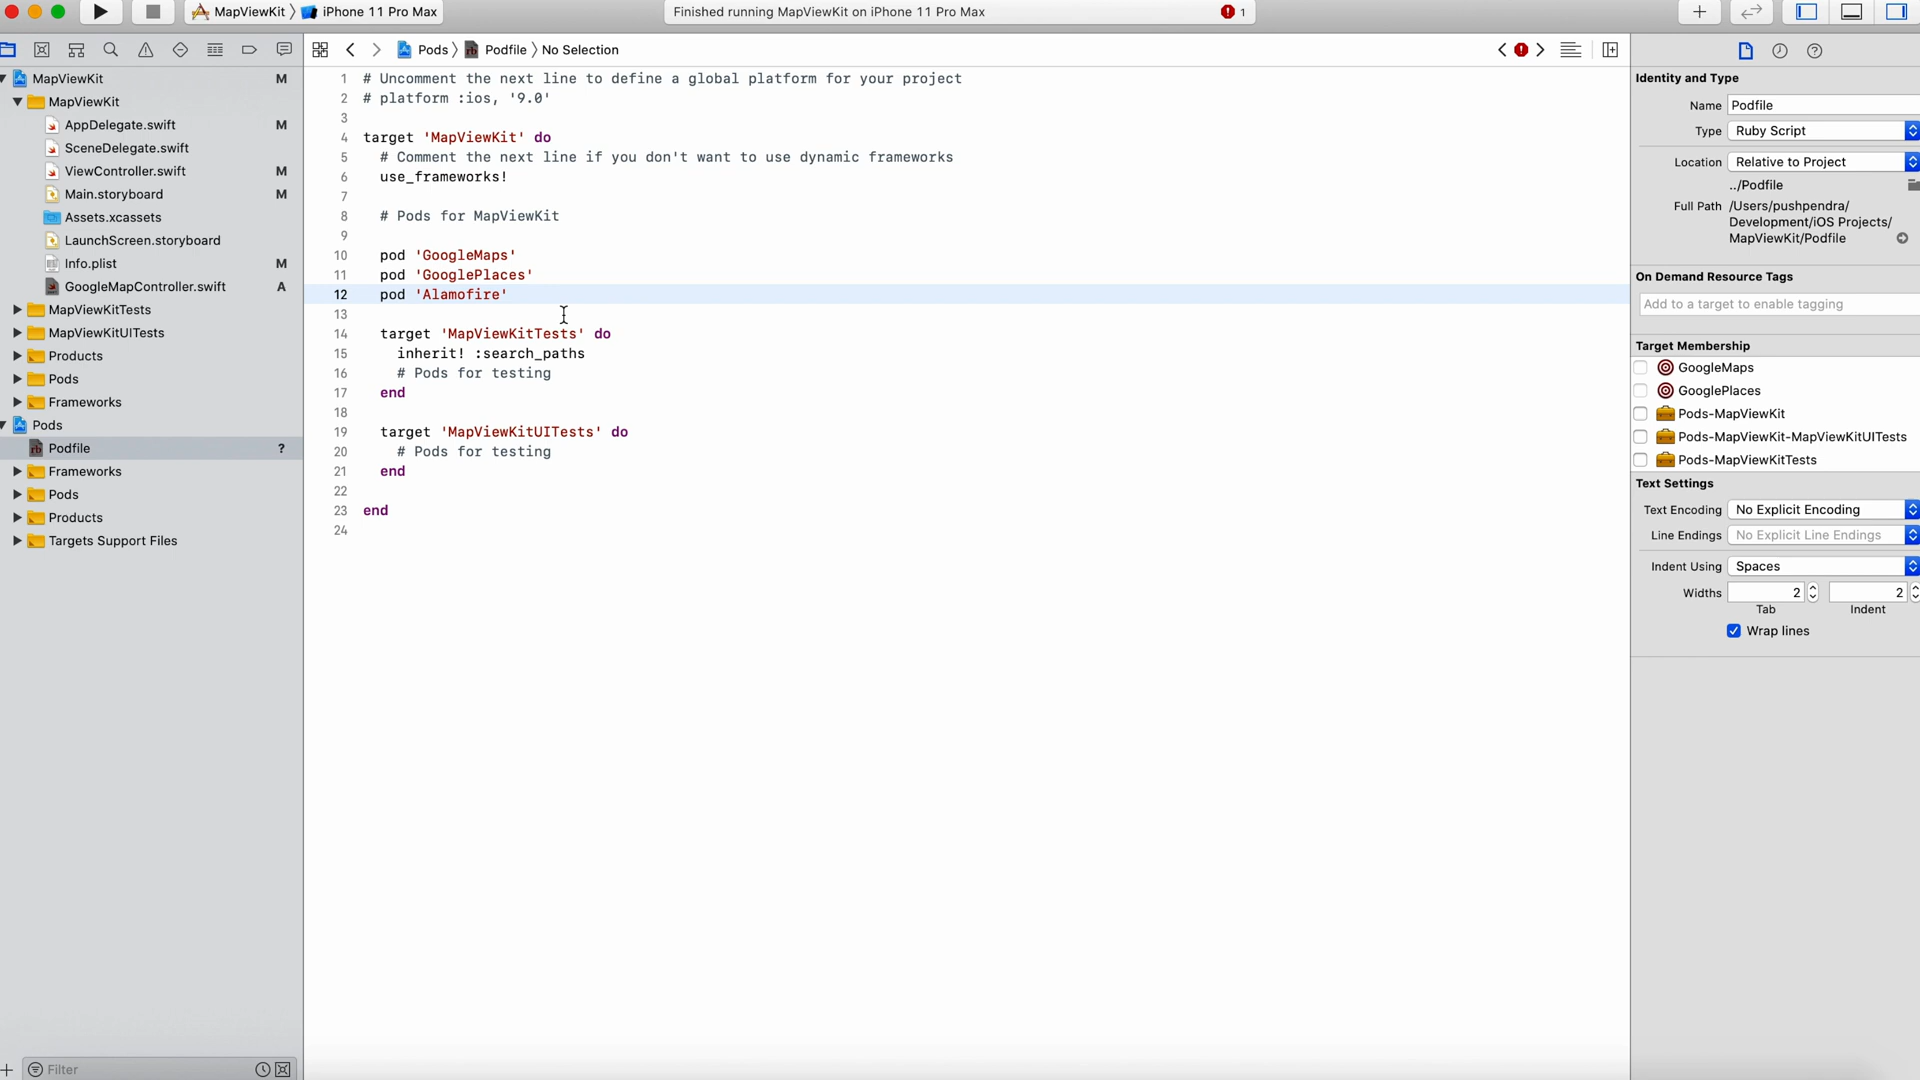 MapViewKit 〉 iPhone 11 Pro Max
Finished running MapViewKit on iPhone 11 Pro Max
1
Pods 〉 Podfile 〉 No Selection
MapViewKit M
MapViewKit
AppDelegate.swift M
SceneDelegate.swift
ViewController.swift M
Main.storyboard M
Assets.xcassets
LaunchScreen.storyboard
Info.plist M
GoogleMapController.swift A
MapViewKitTests
MapViewKitUITests
Products
Pods
Frameworks
Pods
rb Podfile ?
Frameworks
Pods
Products
Targets Support Files
Filter
1 # Uncomment the next line to define a global platform for your project
2 # platform :ios, '9.0'
3
4 target 'MapViewKit' do
5 # Comment the next line if you don't want to use dynamic frameworks
6 use_frameworks!
7
8 # Pods for MapViewKit
9
10 pod 'GoogleMaps'
11 pod 'GooglePlaces'
12 pod 'Alamofire'
13
14 target 'MapViewKitTests' do
15 inherit! :search_paths
16 # Pods for testing
17 end
18
19 target 'MapViewKitUITests' do
20 # Pods for testing
21 end
22
23 end
24
Identity and Type
Name Podfile
Type Ruby Script
Location Relative to Project
../Podfile
Full Path /Users/pushpendra/
Development/iOS Projects/
MapViewKit/Podfile
On Demand Resource Tags
Add to a target to enable tagging
Target Membership
GoogleMaps
GooglePlaces
Pods-MapViewKit
Pods-MapViewKit-MapViewKitUITests
Pods-MapViewKitTests
Text Settings
Text Encoding No Explicit Encoding
Line Endings No Explicit Line Endings
Indent Using Spaces
Widths 2 2
Tab Indent
Wrap lines